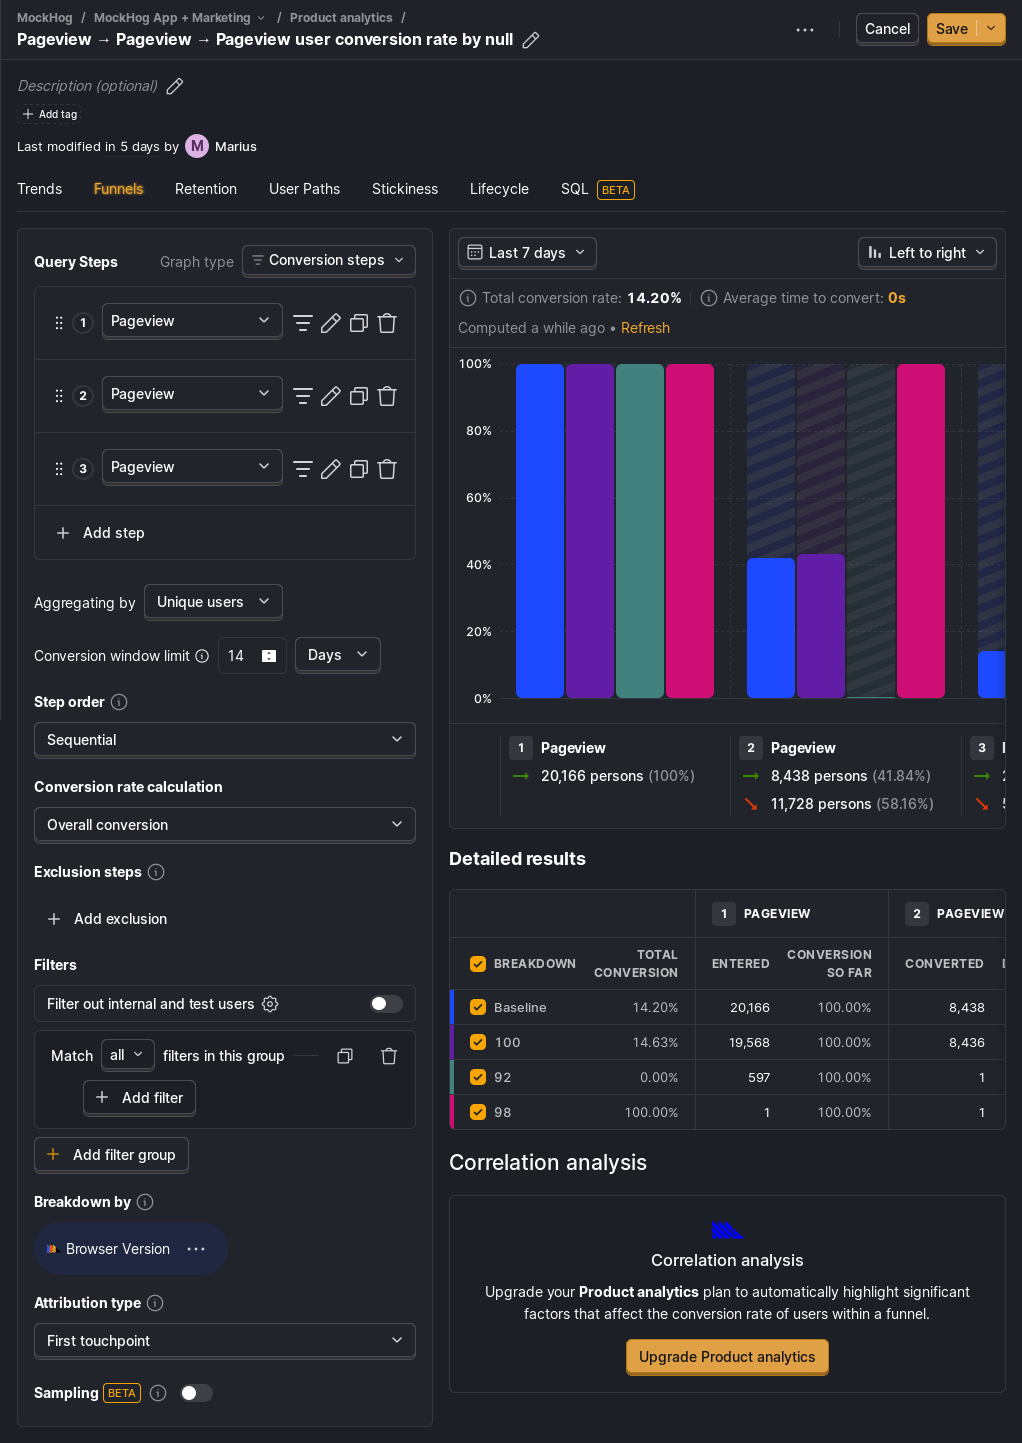 MockHog / MockHog App + Marketing / Product analytics /
Pageview → Pageview → Pageview user conversion rate by null
Cancel
Save
Description (optional)
Add tag
Last modified in 5 days by M Marius
Trends
Funnels
Retention
User Paths
Stickiness
Lifecycle
SQL BETA
Query Steps
Graph type
Conversion steps
1 Pageview
2 Pageview
3 Pageview
Add step
Aggregating by Unique users
Conversion window limit 14 Days
Step order
Sequential
Conversion rate calculation
Overall conversion
Exclusion steps
Add exclusion
Filters
Filter out internal and test users
Match all filters in this group
Add filter
Add filter group
Breakdown by
Browser Version
Attribution type
First touchpoint
Sampling BETA
Last 7 days
Left to right
Total conversion rate: 14.20%
Average time to convert: 0s
Computed a while ago • Refresh
100%
80%
60%
40%
20%
0%
1 Pageview
20,166 persons (100%)
2 Pageview
8,438 persons (41.84%)
11,728 persons (58.16%)
3
Detailed results
1 PAGEVIEW
2 PAGEVIEW
BREAKDOWN
TOTAL CONVERSION
ENTERED
CONVERSION SO FAR
CONVERTED
Baseline 14.20% 20,166 100.00% 8,438
100 14.63% 19,568 100.00% 8,436
92 0.00% 597 100.00% 1
98 100.00% 1 100.00% 1
Correlation analysis
Correlation analysis
Upgrade your Product analytics plan to automatically highlight significant
factors that affect the conversion rate of users within a funnel.
Upgrade Product analytics